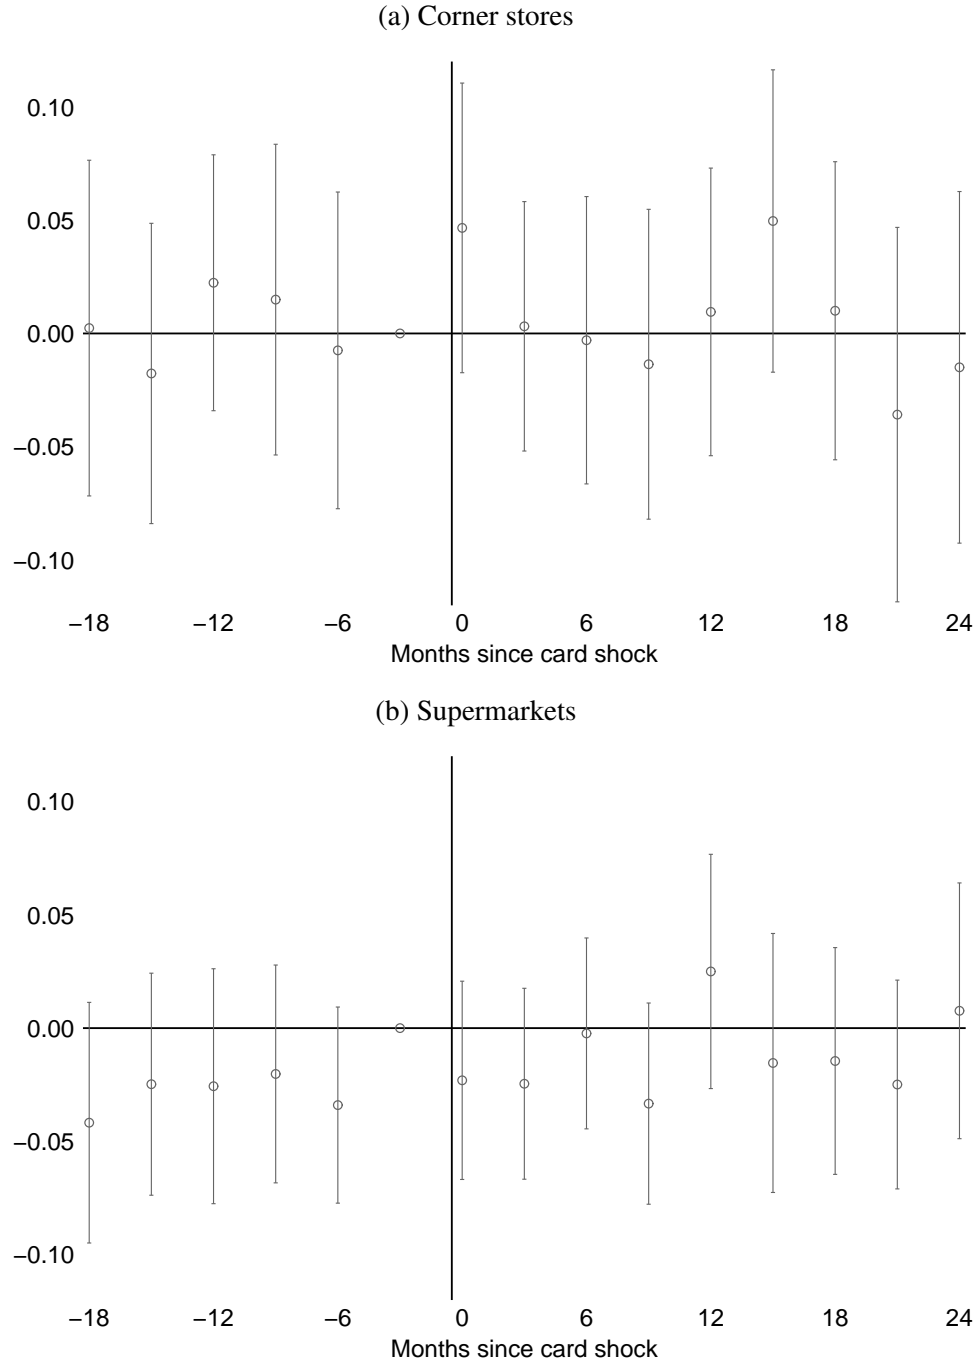 (a) Corner stores
0.10
0.05
0.00
−0.05
−0.10
−18 −12 −6 0 6 12 18 24
Months since card shock
(b) Supermarkets
0.10
0.05
0.00
−0.05
−0.10
−18 −12 −6 0 6 12 18 24
Months since card shock